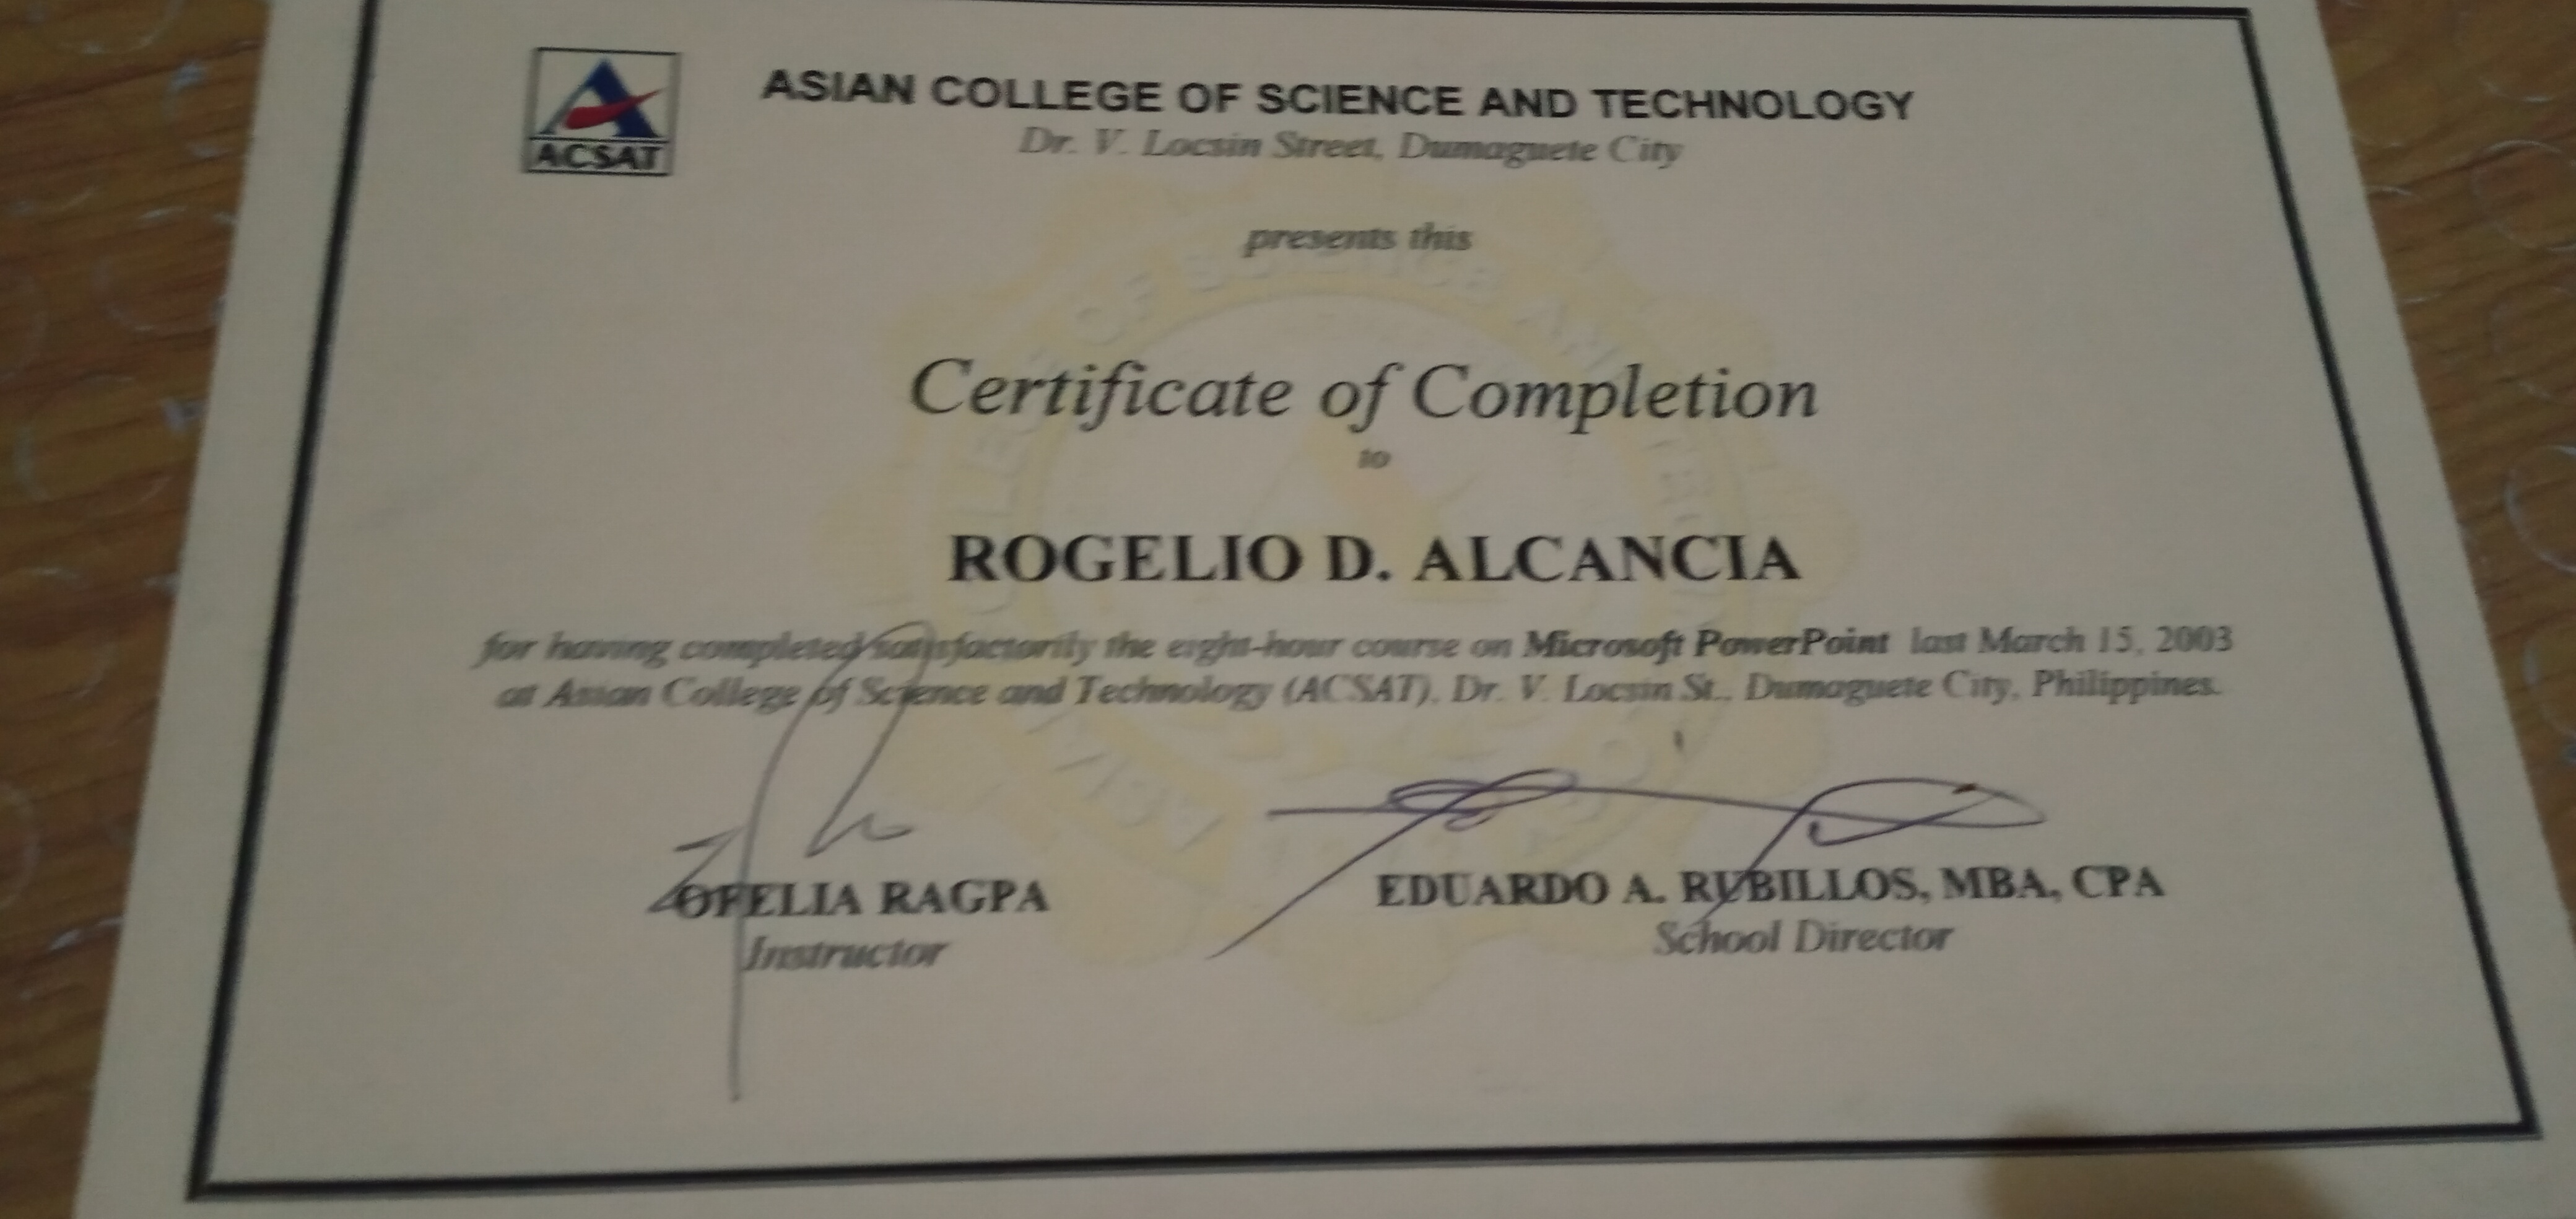 ACSAT
ASIAN COLLEGE OF SCIENCE AND TECHNOLOGY
Dr. V. Locsin Street, Dumaguete City
presents this
Certificate of Completion
to
ROGELIO D. ALCANCIA
for having completed satisfactorily the eight-hour course on Microsoft PowerPoint last March 15, 2003
at Asian College of Science and Technology (ACSAT), Dr. V. Locsin St., Dumaguete City, Philippines.
OFELIA RAGPA
Instructor
EDUARDO A. RUBILLOS, MBA, CPA
School Director